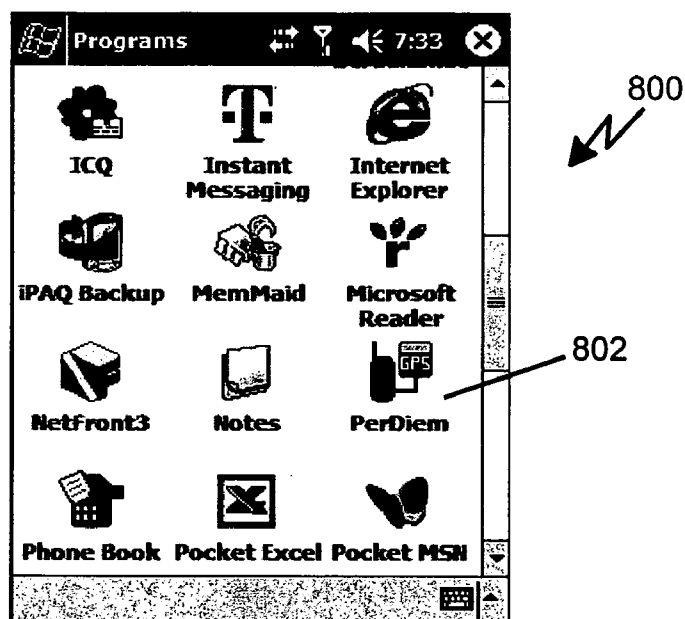 Programs 7:33
800
ICQ
Instant Messaging
Internet Explorer
iPAQ Backup
MemMaid
Microsoft Reader
GPS
802
NetFront3
Notes
PerDiem
Phone Book
Pocket Excel
Pocket MSN